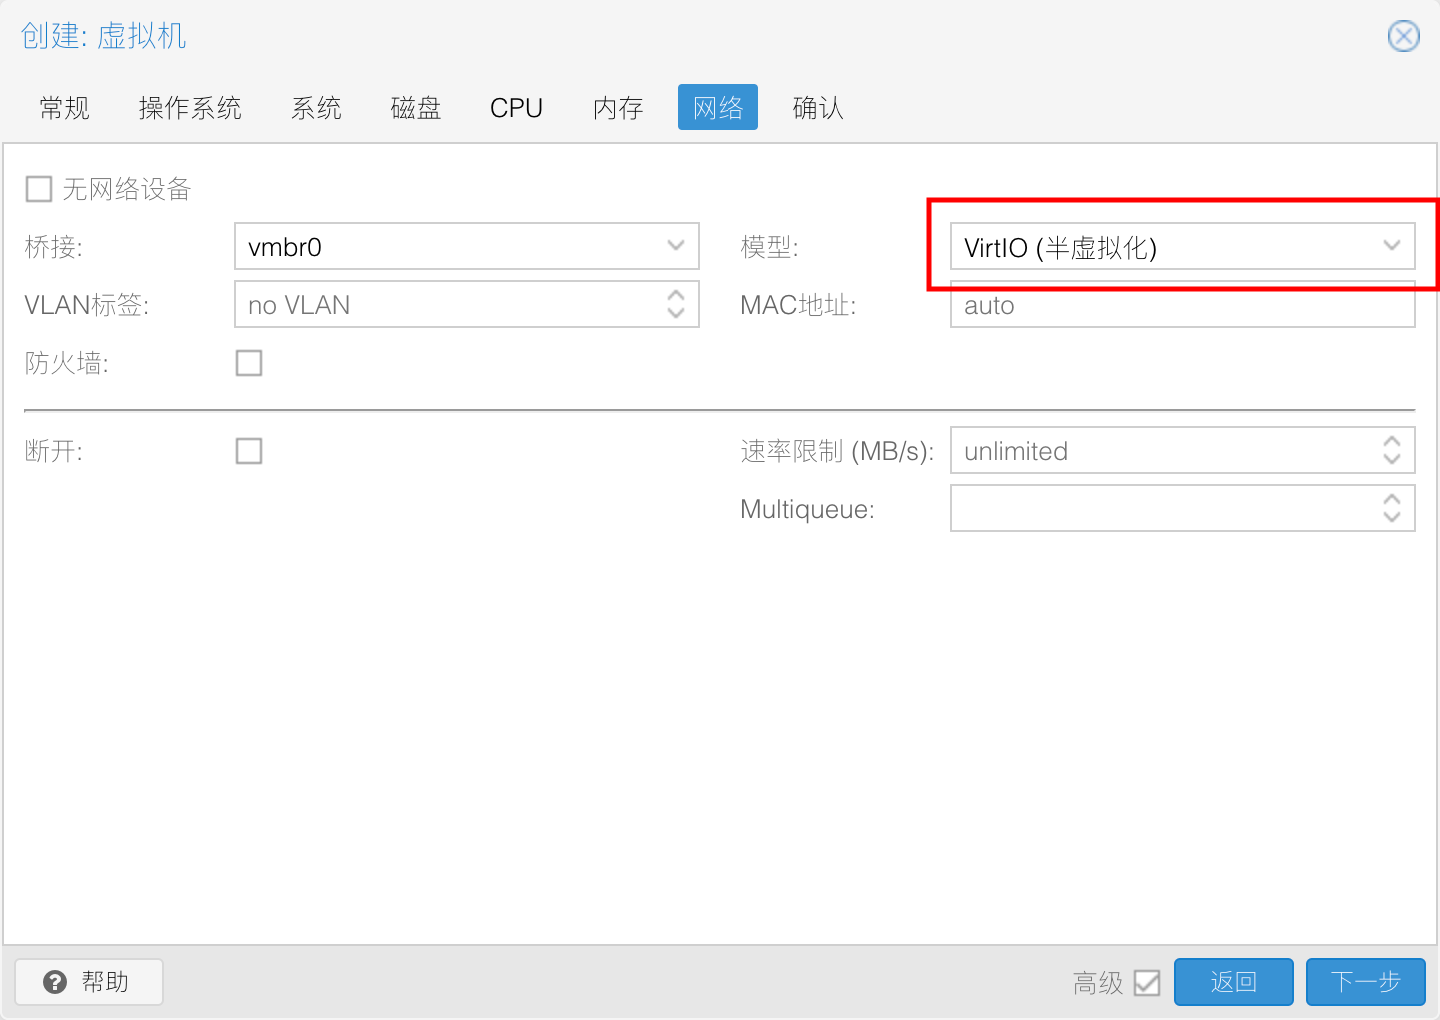 创建: 虚拟机
常规 操作系统 系统 磁盘 CPU 内存 网络 确认
无网络设备
桥接: vmbr0 模型: VirtIO (半虚拟化)
VLAN标签: no VLAN MAC地址: auto
防火墙:
断开: 速率限制 (MB/s): unlimited
Multiqueue:
帮助 高级 返回 下一步